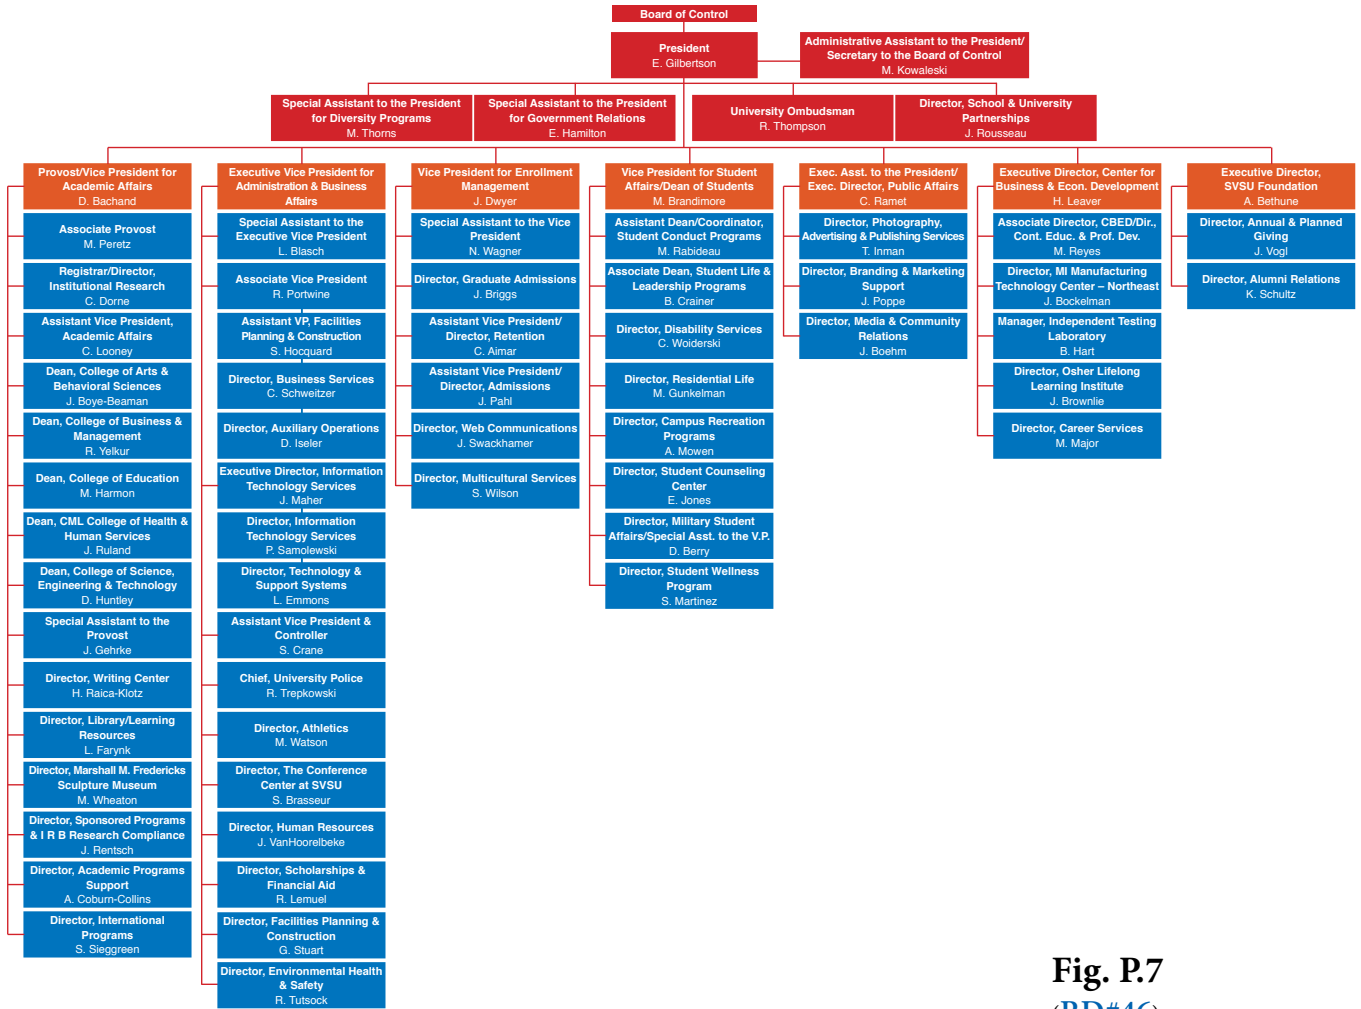 Board of Control
President
E. Gilbertson
Administrative Assistant to the President/
Secretary to the Board of Control
M. Kowaleski
Special Assistant to the President
for Diversity Programs
M. Thorns
Special Assistant to the President
for Government Relations
E. Hamilton
University Ombudsman
R. Thompson
Director, School & University
Partnerships
J. Rousseau
Provost/Vice President for
Academic Affairs
D. Bachand
Associate Provost
M. Peretz
Registrar/Director,
Institutional Research
C. Dorne
Assistant Vice President,
Academic Affairs
C. Looney
Dean, College of Arts &
Behavioral Sciences
J. Boye-Beaman
Dean, College of Business &
Management
R. Yelkur
Dean, College of Education
M. Harmon
Dean, CML College of Health &
Human Services
J. Ruland
Dean, College of Science,
Engineering & Technology
D. Huntley
Special Assistant to the
Provost
J. Gehrke
Director, Writing Center
H. Raica-Klotz
Director, Library/Learning
Resources
L. Farynk
Director, Marshall M. Fredericks
Sculpture Museum
M. Wheaton
Director, Sponsored Programs
& I R B Research Compliance
J. Rentsch
Director, Academic Programs
Support
A. Coburn-Collins
Director, International
Programs
S. Sieggreen
Executive Vice President for
Administration & Business
Affairs
Special Assistant to the
Executive Vice President
L. Blasch
Associate Vice President
R. Portwine
Assistant VP, Facilities
Planning & Construction
S. Hocquard
Director, Business Services
C. Schweitzer
Director, Auxiliary Operations
D. Iseler
Executive Director, Information
Technology Services
J. Maher
Director, Information
Technology Services
P. Samolewski
Director, Technology &
Support Systems
L. Emmons
Assistant Vice President &
Controller
S. Crane
Chief, University Police
R. Trepkowski
Director, Athletics
M. Watson
Director, The Conference
Center at SVSU
S. Brasseur
Director, Human Resources
J. VanHoorelbeke
Director, Scholarships &
Financial Aid
R. Lemuel
Director, Facilities Planning &
Construction
G. Stuart
Director, Environmental Health
& Safety
R. Tutsock
Vice President for Enrollment
Management
J. Dwyer
Special Assistant to the Vice
President
N. Wagner
Director, Graduate Admissions
J. Briggs
Assistant Vice President/
Director, Retention
C. Aimar
Assistant Vice President/
Director, Admissions
J. Pahl
Director, Web Communications
J. Swackhamer
Director, Multicultural Services
S. Wilson
Vice President for Student
Affairs/Dean of Students
M. Brandimore
Assistant Dean/Coordinator,
Student Conduct Programs
M. Rabideau
Associate Dean, Student Life &
Leadership Programs
B. Crainer
Director, Disability Services
C. Woiderski
Director, Residential Life
M. Gunkelman
Director, Campus Recreation
Programs
A. Mowen
Director, Student Counseling
Center
E. Jones
Director, Military Student
Affairs/Special Asst. to the V.P.
D. Berry
Director, Student Wellness
Program
S. Martinez
Exec. Asst. to the President/
Exec. Director, Public Affairs
C. Ramet
Director, Photography,
Advertising & Publishing Services
T. Inman
Director, Branding & Marketing
Support
J. Poppe
Director, Media & Community
Relations
J. Boehm
Executive Director, Center for
Business & Econ. Development
H. Leaver
Associate Director, CBED/Dir.,
Cont. Educ. & Prof. Dev.
M. Reyes
Director, MI Manufacturing
Technology Center – Northeast
J. Bockelman
Manager, Independent Testing
Laboratory
B. Hart
Director, Osher Lifelong
Learning Institute
J. Brownlie
Director, Career Services
M. Major
Executive Director,
SVSU Foundation
A. Bethune
Director, Annual & Planned
Giving
J. Vogl
Director, Alumni Relations
K. Schultz
Fig. P.7
(RD#46)